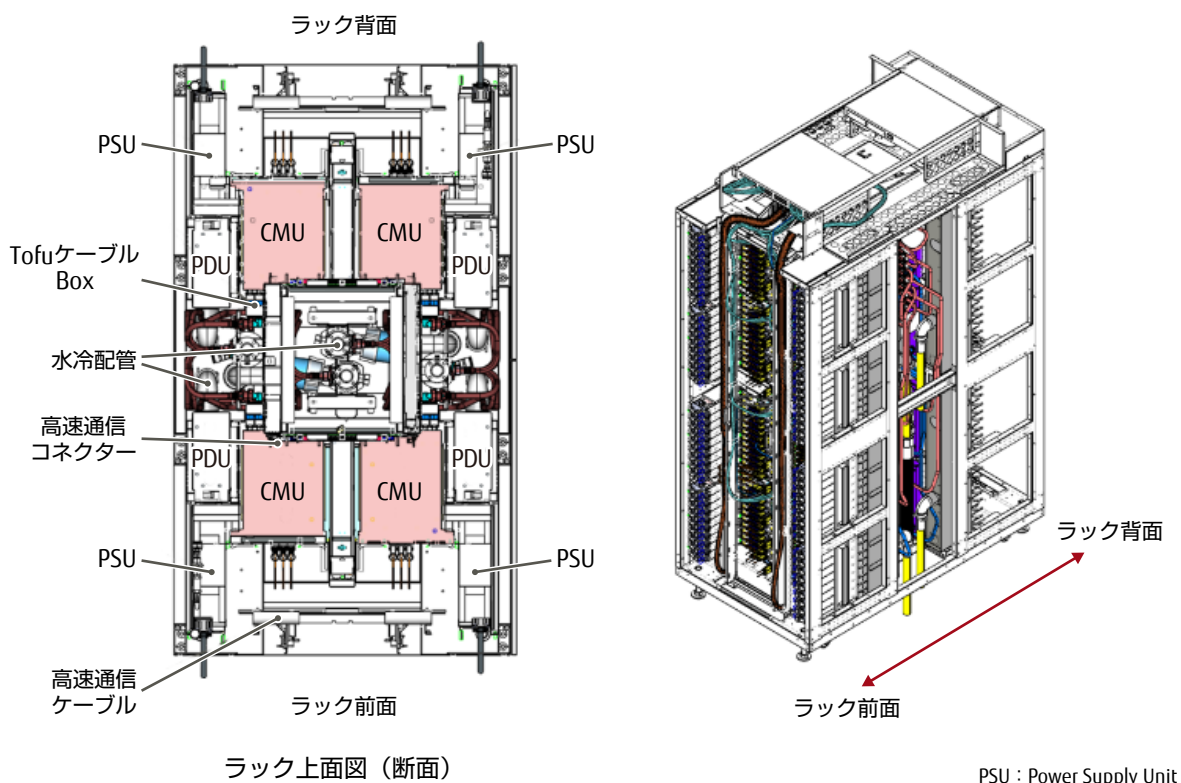 ラック背面
PSU
PSU
CMU
CMU
Tofuケーブル
Box
PDU
PDU
水冷配管
高速通信
コネクター
PDU
PDU
CMU
CMU
PSU
PSU
高速通信
ケーブル
ラック前面
ラック上面図（断面）
ラック背面
ラック前面
PSU：Power Supply Unit